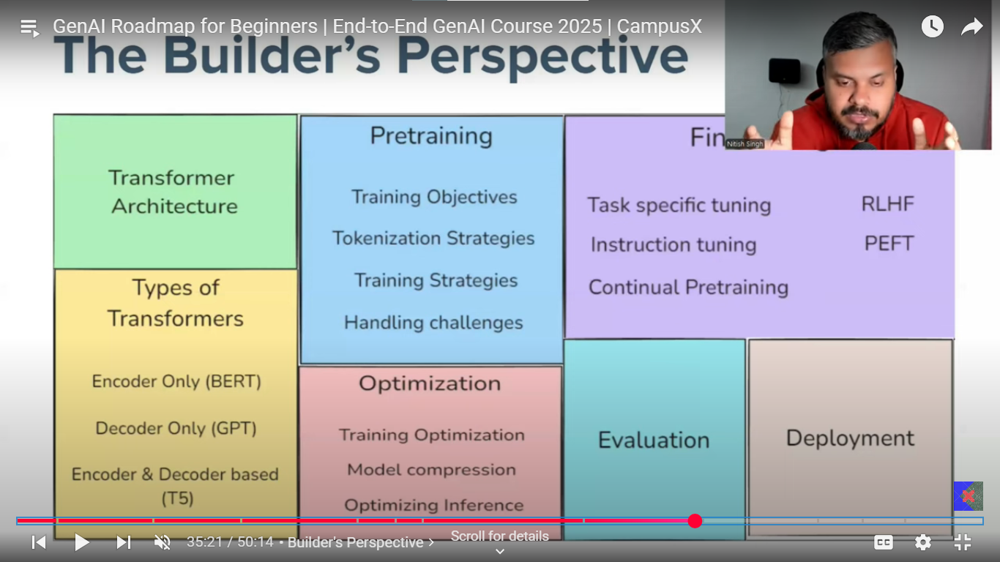 GenAI Roadmap for Beginners | End-to-End GenAI Course 2025 | CampusX
The Builder's Perspective
Nitish Singh
Transformer
Architecture
Types of
Transformers
Encoder Only (BERT)
Decoder Only (GPT)
Encoder & Decoder based
(T5)
Pretraining
Training Objectives
Tokenization Strategies
Training Strategies
Handling challenges
Optimization
Training Optimization
Model compression
Optimizing Inference
Fin
Task specific tuning
RLHF
Instruction tuning
PEFT
Continual Pretraining
Evaluation
Deployment
35:21 / 50:14 • Builder's Perspective ›
Scroll for details
CC